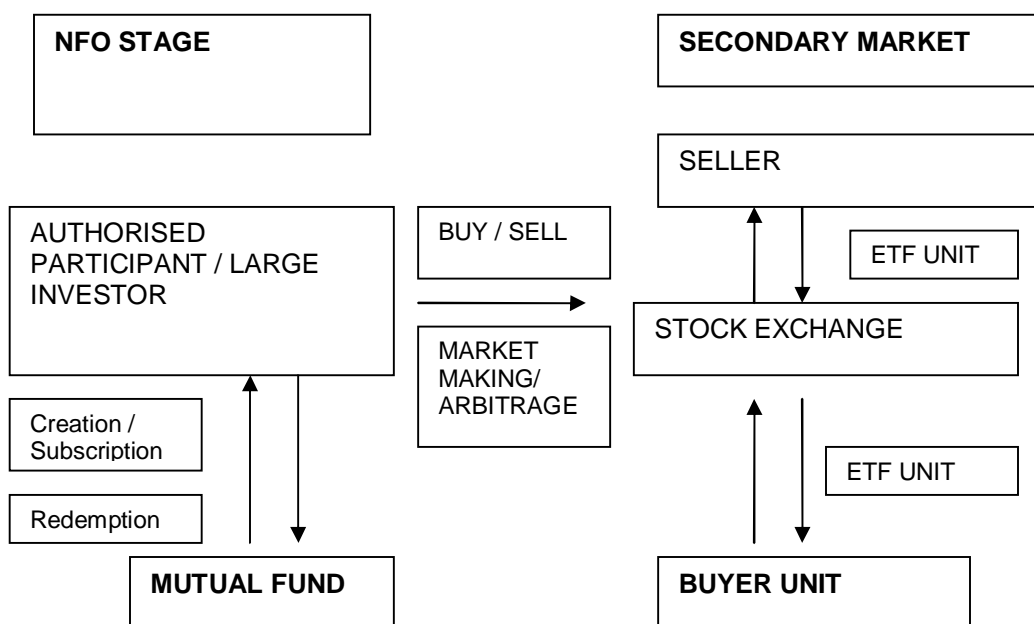 NFO STAGE
SECONDARY MARKET
SELLER
AUTHORISED
PARTICIPANT / LARGE
INVESTOR
BUY / SELL
ETF UNIT
STOCK EXCHANGE
MARKET
MAKING/
ARBITRAGE
Creation /
Subscription
ETF UNIT
Redemption
MUTUAL FUND
BUYER UNIT